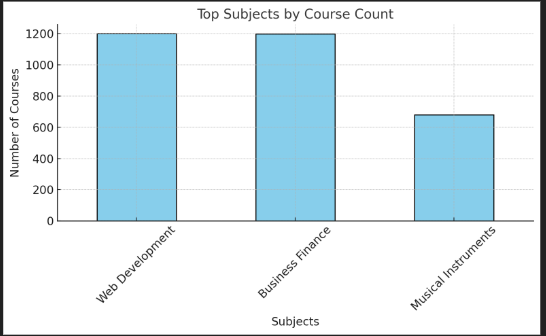 Top Subjects by Course Count
Number of Courses
1200
1000
800
600
400
200
0
Web Development
Business Finance
Musical Instruments
Subjects